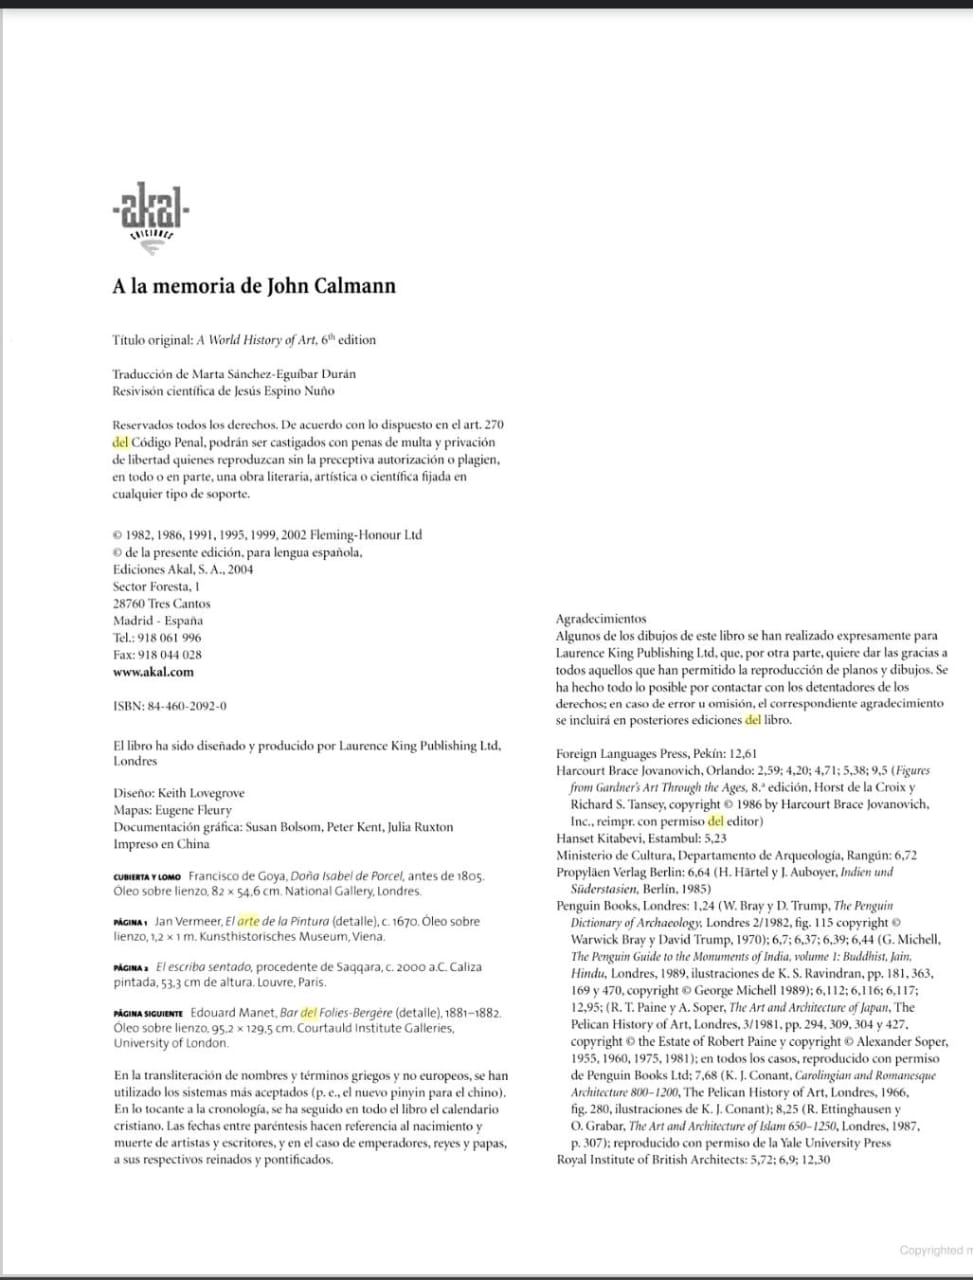 ·akal·
EDICIONES
A la memoria de John Calmann
Título original: A World History of Art, 6th edition
Traducción de Marta Sánchez-Eguíbar Durán
Resivisón científica de Jesús Espino Nuño
Reservados todos los derechos. De acuerdo con lo dispuesto en el art. 270
del Código Penal, podrán ser castigados con penas de multa y privación
de libertad quienes reproduzcan sin la preceptiva autorización o plagien,
en todo o en parte, una obra literaria, artística o científica fijada en
cualquier tipo de soporte.
© 1982, 1986, 1991, 1995, 1999, 2002 Fleming-Honour Ltd
© de la presente edición, para lengua española,
Ediciones Akal, S. A., 2004
Sector Foresta, 1
28760 Tres Cantos
Madrid - España
Tel.: 918 061 996
Fax: 918 044 028
www.akal.com
ISBN: 84-460-2092-0
El libro ha sido diseñado y producido por Laurence King Publishing Ltd,
Londres
Diseño: Keith Lovegrove
Mapas: Eugene Fleury
Documentación gráfica: Susan Bolsom, Peter Kent, Julia Ruxton
Impreso en China
CUBIERTA Y LOMO Francisco de Goya, Doña Isabel de Porcel, antes de 1805.
Óleo sobre lienzo, 82 × 54,6 cm. National Gallery, Londres.
PÁGINA 1 Jan Vermeer, El arte de la Pintura (detalle), c. 1670. Óleo sobre
lienzo, 1,2 × 1 m. Kunsthistorisches Museum, Viena.
PÁGINA 2 El escriba sentado, procedente de Saqqara, c. 2000 a.C. Caliza
pintada, 53,3 cm de altura. Louvre, Paris.
PÁGINA SIGUIENTE Edouard Manet, Bar del Folies-Bergère (detalle), 1881–1882.
Óleo sobre lienzo, 95,2 × 129,5 cm. Courtauld Institute Galleries,
University of London.
En la transliteración de nombres y términos griegos y no europeos, se han
utilizado los sistemas más aceptados (p. e., el nuevo pinyin para el chino).
En lo tocante a la cronología, se ha seguido en todo el libro el calendario
cristiano. Las fechas entre paréntesis hacen referencia al nacimiento y
muerte de artistas y escritores, y en el caso de emperadores, reyes y papas,
a sus respectivos reinados y pontificados.
Agradecimientos
Algunos de los dibujos de este libro se han realizado expresamente para
Laurence King Publishing Ltd, que, por otra parte, quiere dar las gracias a
todos aquellos que han permitido la reproducción de planos y dibujos. Se
ha hecho todo lo posible por contactar con los detentadores de los
derechos; en caso de error u omisión, el correspondiente agradecimiento
se incluirá en posteriores ediciones del libro.
Foreign Languages Press, Pekín: 12,61
Harcourt Brace Jovanovich, Orlando: 2,59; 4,20; 4,71; 5,38; 9,5 (Figures
from Gardner's Art Through the Ages, 8.ª edición, Horst de la Croix y
Richard S. Tansey, copyright © 1986 by Harcourt Brace Jovanovich,
Inc., reimpr. con permiso del editor)
Hanset Kitabevi, Estambul: 5,23
Ministerio de Cultura, Departamento de Arqueología, Rangún: 6,72
Propyläen Verlag Berlin: 6,64 (H. Härtel y J. Auboyer, Indien und
Süderstasien, Berlín, 1985)
Penguin Books, Londres: 1,24 (W. Bray y D. Trump, The Penguin
Dictionary of Archaeology, Londres 2/1982, fig. 115 copyright ©
Warwick Bray y David Trump, 1970); 6,7; 6,37; 6,39; 6,44 (G. Michell,
The Penguin Guide to the Monuments of India, volume 1: Buddhist, Jain,
Hindu, Londres, 1989, ilustraciones de K. S. Ravindran, pp. 181, 363,
169 y 470, copyright © George Michell 1989); 6,112; 6,116; 6,117;
12,95; (R. T. Paine y A. Soper, The Art and Architecture of Japan, The
Pelican History of Art, Londres, 3/1981, pp. 294, 309, 304 y 427,
copyright © the Estate of Robert Paine y copyright © Alexander Soper,
1955, 1960, 1975, 1981); en todos los casos, reproducido con permiso
de Penguin Books Ltd; 7,68 (K. J. Conant, Carolingian and Romanesque
Architecture 800–1200, The Pelican History of Art, Londres, 1966,
fig. 280, ilustraciones de K. J. Conant); 8,25 (R. Ettinghausen y
O. Grabar, The Art and Architecture of Islam 650–1250, Londres, 1987,
p. 307); reproducido con permiso de la Yale University Press
Royal Institute of British Architects: 5,72; 6,9; 12,30
Copyrighted m